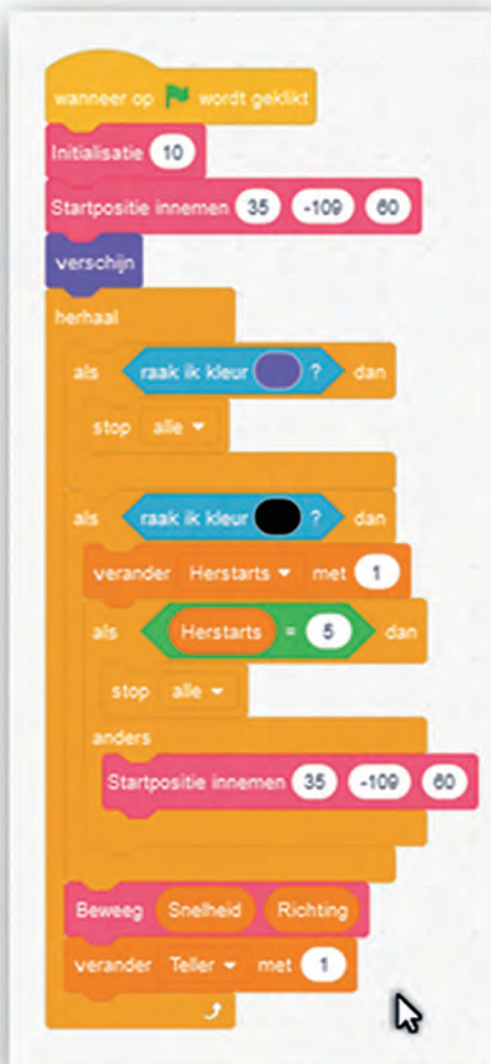 wanneer op wordt geklikt
Initialisatie 10
Startpositie innemen 35 -109 60
verschijn
herhaal
als raak ik kleur ? dan
stop alle
als raak ik kleur ? dan
verander Herstarts met 1
als Herstarts = 5 dan
stop alle
anders
Startpositie innemen 35 -109 60
Beweeg Snelheid Richting
verander Teller met 1